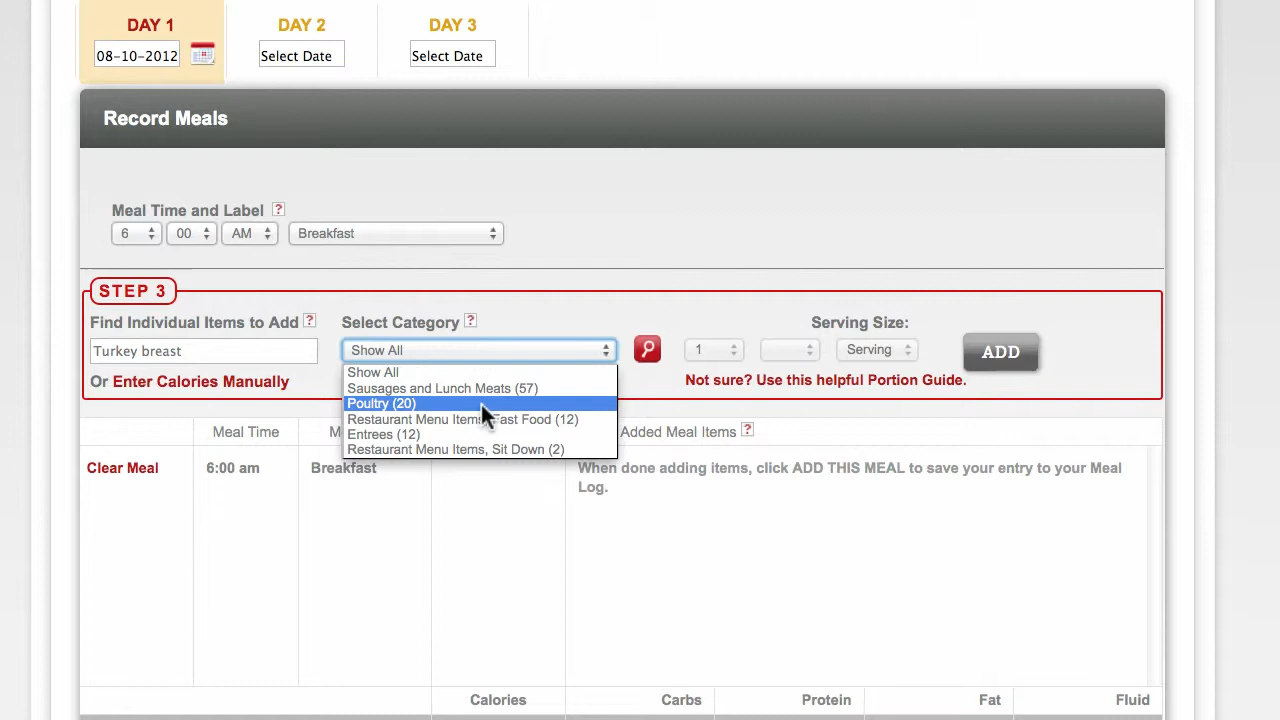 DAY 1
DAY 2
DAY 3
08-10-2012
Select Date
Select Date
Record Meals
Meal Time and Label ?
6
00
AM
Breakfast
STEP 3
Find Individual Items to Add ?
Select Category ?
Serving Size:
Turkey breast
Show All
1
Serving
ADD
Or Enter Calories Manually
Not sure? Use this helpful Portion Guide.
Show All
Sausages and Lunch Meats (57)
Poultry (20)
Restaurant Menu Items, Fast Food (12)
Entrees (12)
Restaurant Menu Items, Sit Down (2)
Meal Time
M
Added Meal Items ?
Clear Meal
6:00 am
Breakfast
When done adding items, click ADD THIS MEAL to save your entry to your Meal
Log.
Calories
Carbs
Protein
Fat
Fluid